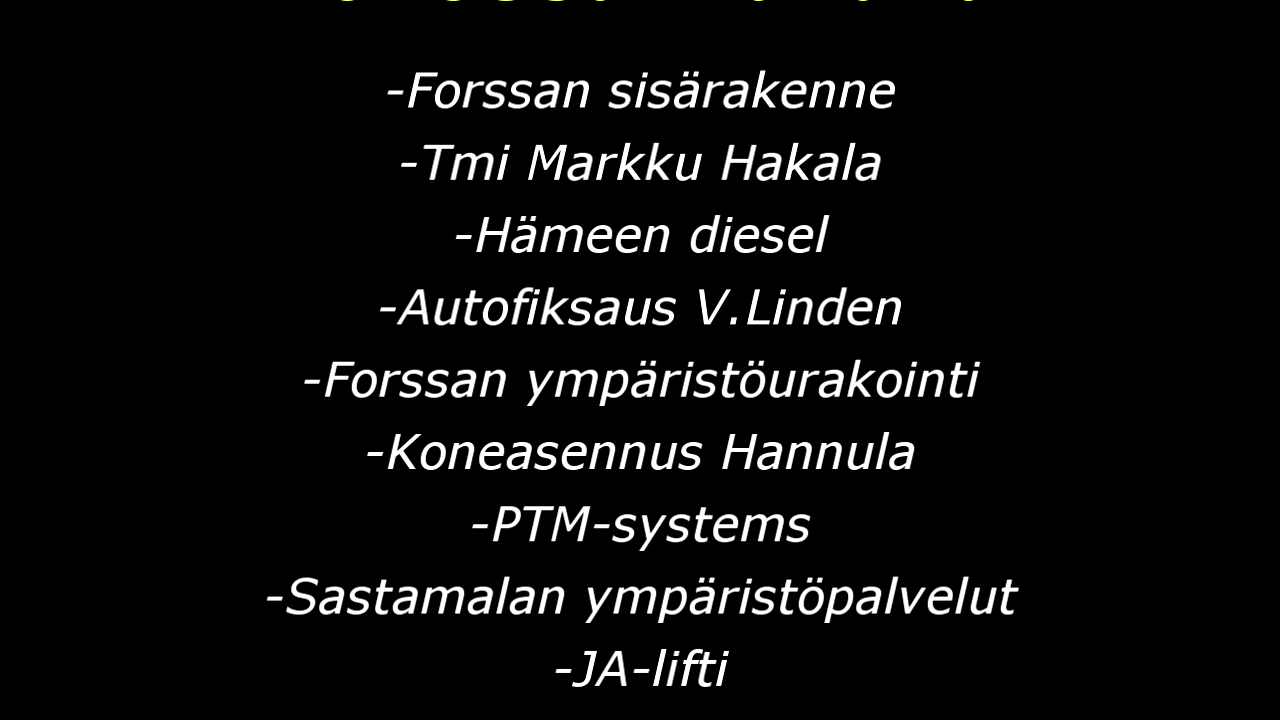 -Forssan sisärakenne
-Tmi Markku Hakala
-Hämeen diesel
-Autofiksaus V.Linden
-Forssan ympäristöurakointi
-Koneasennus Hannula
-PTM-systems
-Sastamalan ympäristöpalvelut
-JA-lifti